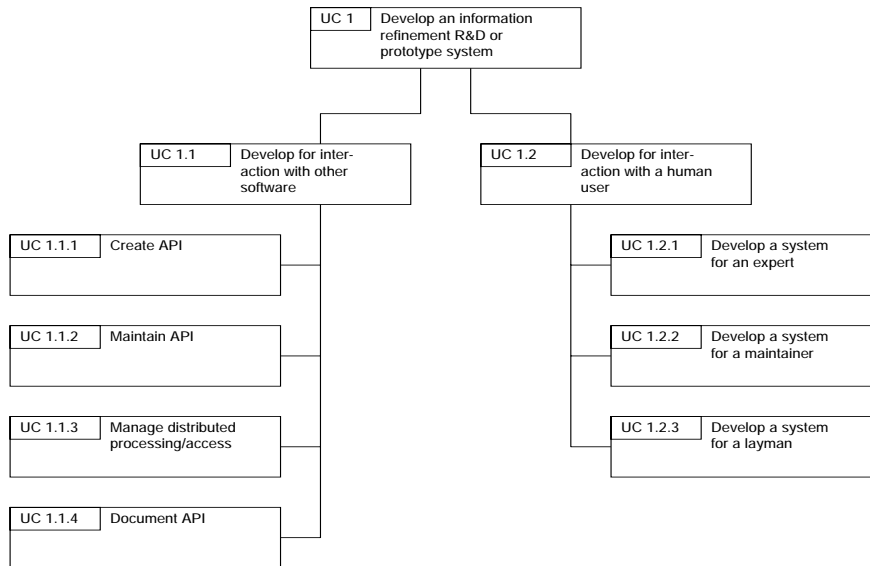 UC 1 Develop an information
refinement R&D or
prototype system
UC 1.1 Develop for inter-
action with other
software
UC 1.2 Develop for inter-
action with a human
user
UC 1.1.1 Create API
UC 1.2.1 Develop a system
for an expert
UC 1.1.2 Maintain API
UC 1.2.2 Develop a system
for a maintainer
UC 1.1.3 Manage distributed
processing/access
UC 1.2.3 Develop a system
for a layman
UC 1.1.4 Document API